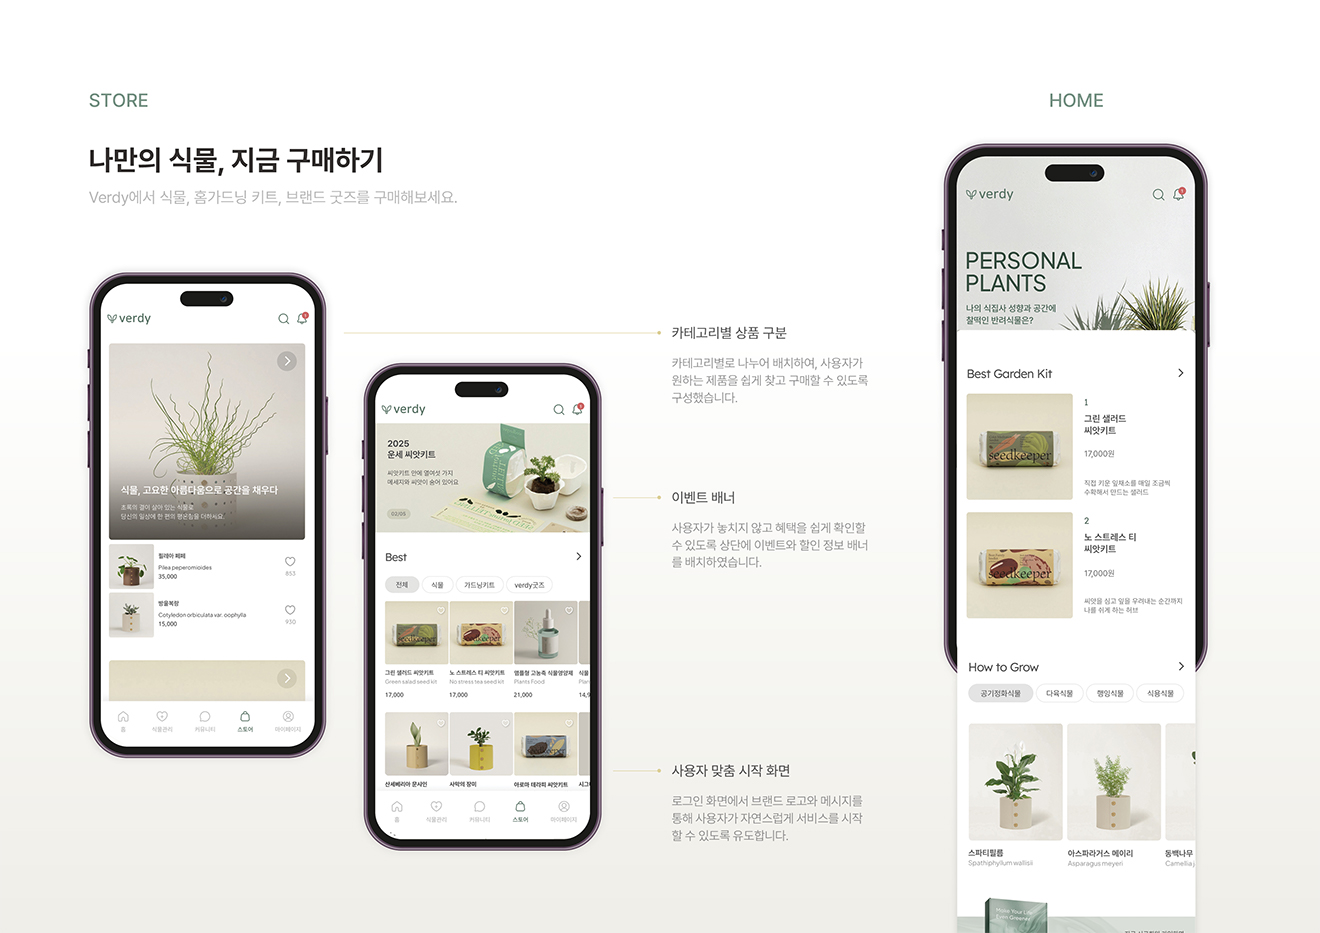 STORE
나만의 식물, 지금 구매하기
Verdy에서 식물, 홈가드닝 키트, 브랜드 굿즈를 구매해보세요.
verdy
식물, 고요한 아름다움으로 공간을 채우다
초록의 결이 살아 있는 식물로
당신의 일상에 한 편의 평온함을 더하세요.
필레아 페페
Pilea peperomioides
35,000
853
방울복랑
Cotyledon orbiculata var. oophylla
15,000
930
홈
식물관리
커뮤니티
스토어
마이페이지
verdy
2025
운세 씨앗키트
씨앗키트 안에 열여섯 가지
메세지와 씨앗이 숨어 있어요
Best
전체
식물
가드닝키트
verdy굿즈
seedkeeper
seedkeeper
그린 샐러드 씨앗키트
Green salad seed kit
17,000
노 스트레스 티 씨앗키트
No stress tea seed kit
17,000
앰플형 고농축 식물영양제
Plants Food
21,000
식물
Plan
14,9
seedkeeper
산세베리아 문샤인
사막의 장미
아로마 테라피 씨앗키트
시그
홈
식물관리
커뮤니티
스토어
마이페이지
카테고리별 상품 구분
카테고리별로 나누어 배치하여, 사용자가
원하는 제품을 쉽게 찾고 구매할 수 있도록
구성했습니다.
이벤트 배너
사용자가 놓치지 않고 혜택을 쉽게 확인할
수 있도록 상단에 이벤트와 할인 정보 배너
를 배치하였습니다.
사용자 맞춤 시작 화면
로그인 화면에서 브랜드 로고와 메시지를
통해 사용자가 자연스럽게 서비스를 시작
할 수 있도록 유도합니다.
HOME
verdy
PERSONAL
PLANTS
나의 식집사 성향과 공간에
찰떡인 반려식물은?
Best Garden Kit
seedkeeper
1
그린 샐러드
씨앗키트
17,000원
직접 키운 잎채소를 매일 조금씩
수확해서 만드는 샐러드
seedkeeper
2
노 스트레스 티
씨앗키트
17,000원
씨앗을 심고 잎을 우려내는 순간까지
나를 쉬게 하는 허브
How to Grow
공기정화식물
다육식물
행잉식물
식용식물
스파티필름
Spathiphyllum wallisii
아스파라거스 메이리
Asparagus meyeri
동백나무
Camellia j
Make Your Life
Even Greener